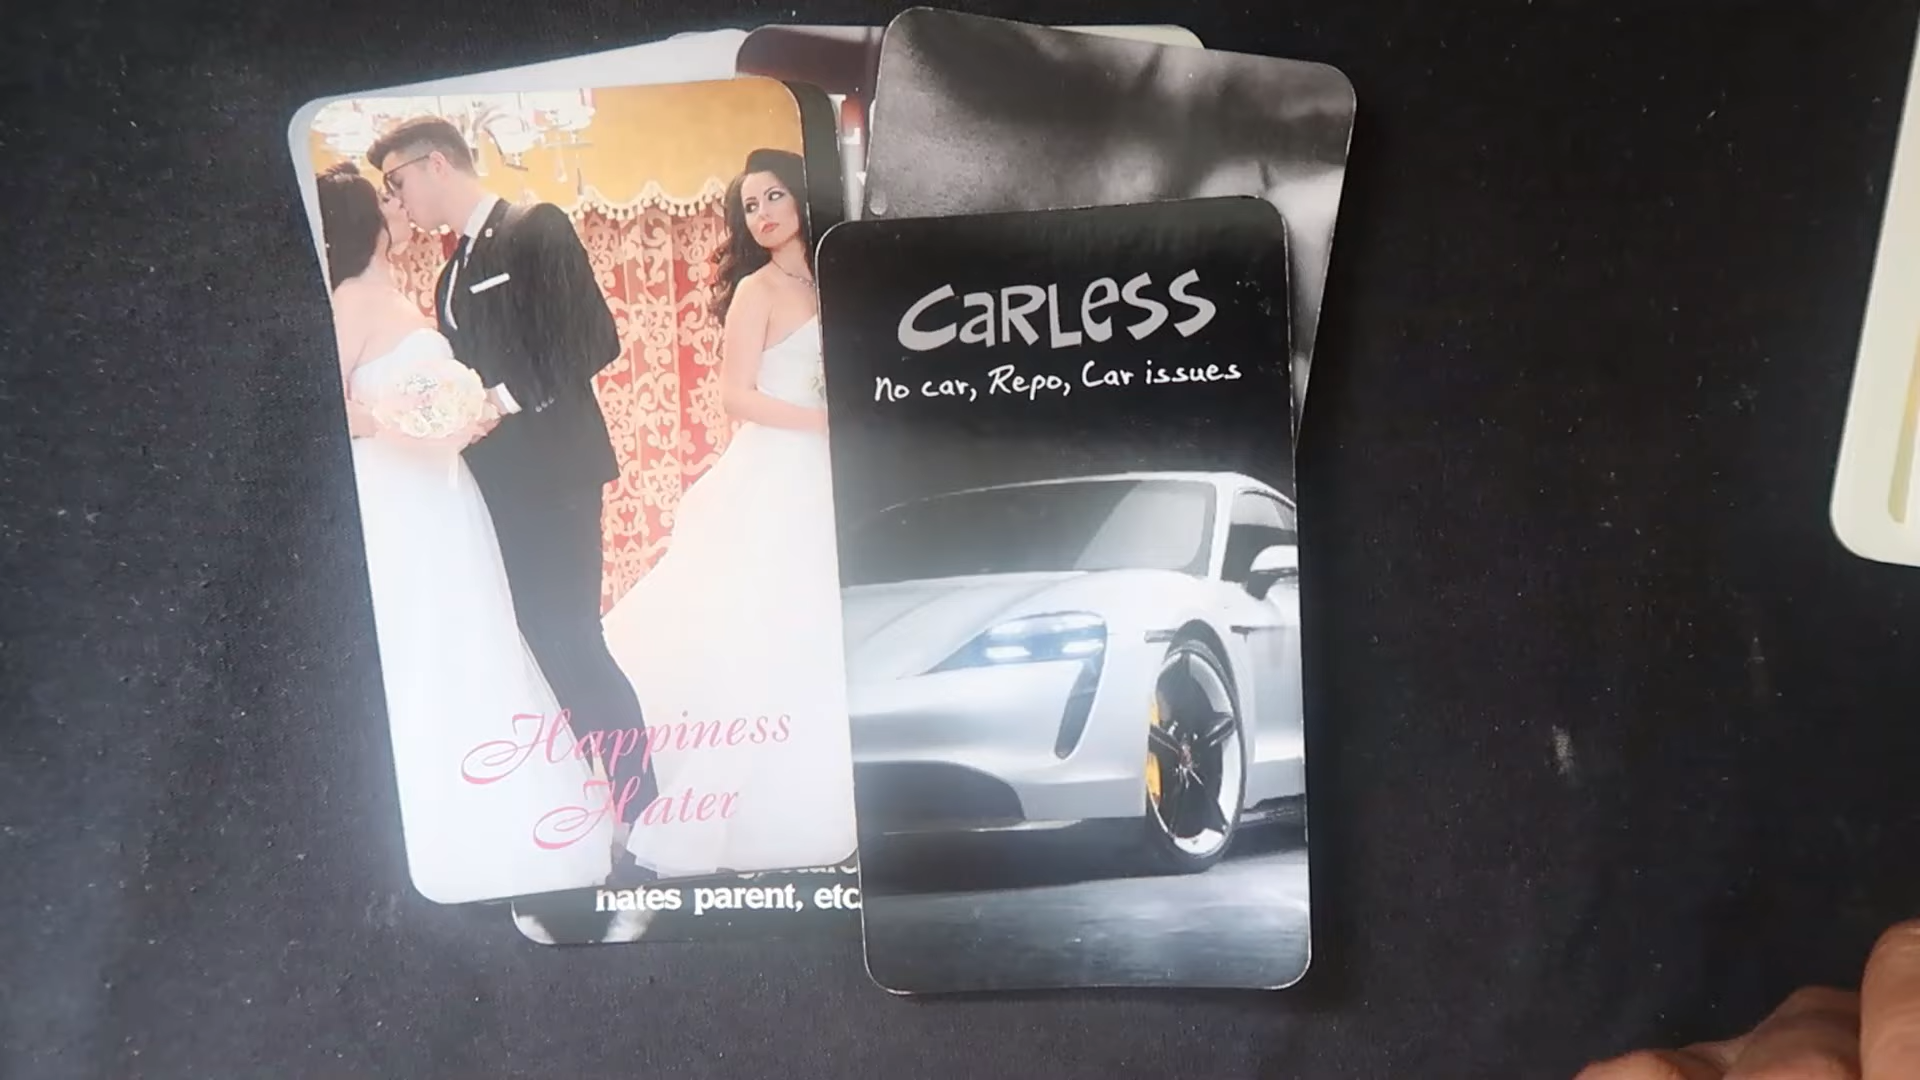 Happiness
Hater
CaRLeSS
No car, Repo, Car issues
hates parent, etc.